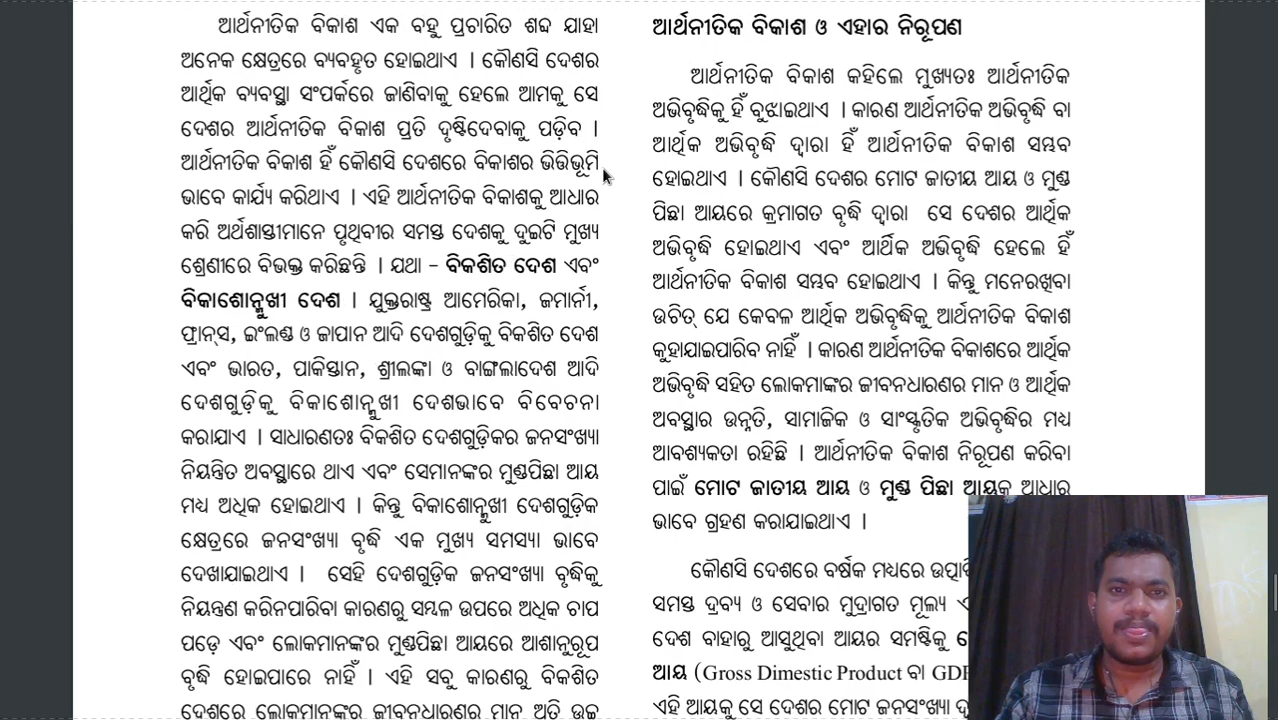 ଆର୍ଥନୀତିକ ବିକାଶ ଏକ ବହୁ ପ୍ରଚାରିତ ଶବ୍ଦ ଯାହା
ଅନେକ କ୍ଷେତ୍ରରେ ବ୍ୟବହୃତ ହୋଇଥାଏ । କୌଣସି ଦେଶର
ଆର୍ଥିକ ବ୍ୟବସ୍ଥା ସଂପର୍କରେ ଜାଣିବାକୁ ହେଲେ ଆମକୁ ସେ
ଦେଶର ଆର୍ଥନୀତିକ ବିକାଶ ପ୍ରତି ଦୃଷ୍ଟିଦେବାକୁ ପଡ଼ିବ ।
ଆର୍ଥନୀତିକ ବିକାଶ ହିଁ କୌଣସି ଦେଶରେ ବିକାଶର ଭିତ୍ତିଭୂମି
ଭାବେ କାର୍ଯ୍ୟ କରିଥାଏ । ଏହି ଆର୍ଥନୀତିକ ବିକାଶକୁ ଆଧାର
କରି ଅର୍ଥଶାସ୍ତ୍ରୀମାନେ ପୃଥିବୀର ସମସ୍ତ ଦେଶକୁ ଦୁଇଟି ମୁଖ୍ୟ
ଶ୍ରେଣୀରେ ବିଭକ୍ତ କରିଛନ୍ତି । ଯଥା – ବିକଶିତ ଦେଶ ଏବଂ
ବିକାଶୋନ୍ମୁଖୀ ଦେଶ । ଯୁକ୍ତରାଷ୍ଟ୍ର ଆମେରିକା, ଜମାର୍ନୀ,
ଫ୍ରାନ୍‌ସ, ଇଂଲଣ୍ଡ ଓ ଜାପାନ ଆଦି ଦେଶଗୁଡ଼ିକୁ ବିକଶିତ ଦେଶ
ଏବଂ ଭାରତ, ପାକିସ୍ତାନ, ଶ୍ରୀଲଙ୍କା ଓ ବାଙ୍ଗଲାଦେଶ ଆଦି
ଦେଶଗୁଡ଼ିକୁ ବିକାଶୋନ୍ମୁଖୀ ଦେଶଭାବେ ବିବେଚନା
କରାଯାଏ । ସାଧାରଣତଃ ବିକଶିତ ଦେଶଗୁଡ଼ିକର ଜନସଂଖ୍ୟା
ନିୟନ୍ତ୍ରିତ ଅବସ୍ଥାରେ ଥାଏ ଏବଂ ସେମାନଙ୍କର ମୁଣ୍ଡପିଛା ଆୟ
ମଧ୍ୟ ଅଧିକ ହୋଇଥାଏ । କିନ୍ତୁ ବିକାଶୋନ୍ମୁଖୀ ଦେଶଗୁଡ଼ିକ
କ୍ଷେତ୍ରରେ ଜନସଂଖ୍ୟା ବୃଦ୍ଧି ଏକ ମୁଖ୍ୟ ସମସ୍ୟା ଭାବେ
ଦେଖାଯାଇଥାଏ । ସେହି ଦେଶଗୁଡ଼ିକ ଜନସଂଖ୍ୟା ବୃଦ୍ଧିକୁ
ନିୟନ୍ତ୍ରଣ କରିନପାରିବା କାରଣରୁ ସମ୍ବଳ ଉପରେ ଅଧିକ ଚାପ
ପଡ଼େ ଏବଂ ଲୋକମାନଙ୍କର ମୁଣ୍ଡପିଛା ଆୟରେ ଆଶାନୁରୂପ
ବୃଦ୍ଧି ହୋଇପାରେ ନାହିଁ । ଏହି ସବୁ କାରଣରୁ ବିକଶିତ
ଦେଶରେ ଲୋକମାନଙ୍କର ଜୀବନଧାରଣର ମାନ ଅତି ଉଚ୍ଚ
ଆର୍ଥନୀତିକ ବିକାଶ ଓ ଏହାର ନିରୂପଣ
ଆର୍ଥନୀତିକ ବିକାଶ କହିଲେ ମୁଖ୍ୟତଃ ଆର୍ଥନୀତିକ
ଅଭିବୃଦ୍ଧିକୁ ହିଁ ବୁଝାଇଥାଏ । କାରଣ ଆର୍ଥନୀତିକ ଅଭିବୃଦ୍ଧି ବା
ଆର୍ଥିକ ଅଭିବୃଦ୍ଧି ଦ୍ୱାରା ହିଁ ଆର୍ଥନୀତିକ ବିକାଶ ସମ୍ଭବ
ହୋଇଥାଏ । କୌଣସି ଦେଶର ମୋଟ ଜାତୀୟ ଆୟ ଓ ମୁଣ୍ଡ
ପିଛା ଆୟରେ କ୍ରମାଗତ ବୃଦ୍ଧି ଦ୍ୱାରା ସେ ଦେଶର ଆର୍ଥିକ
ଅଭିବୃଦ୍ଧି ହୋଇଥାଏ ଏବଂ ଆର୍ଥିକ ଅଭିବୃଦ୍ଧି ହେଲେ ହିଁ
ଆର୍ଥନୀତିକ ବିକାଶ ସମ୍ଭବ ହୋଇଥାଏ । କିନ୍ତୁ ମନେରଖିବା
ଉଚିତ୍ ଯେ କେବଳ ଆର୍ଥିକ ଅଭିବୃଦ୍ଧିକୁ ଆର୍ଥନୀତିକ ବିକାଶ
କୁହାଯାଇପାରିବ ନାହିଁ । କାରଣ ଆର୍ଥନୀତିକ ବିକାଶରେ ଆର୍ଥିକ
ଅଭିବୃଦ୍ଧି ସହିତ ଲୋକମାଙ୍କର ଜୀବନଧାରଣର ମାନ ଓ ଆର୍ଥିକ
ଅବସ୍ଥାର ଉନ୍ନତି, ସାମାଜିକ ଓ ସାଂସ୍କୃତିକ ଅଭିବୃଦ୍ଧିର ମଧ୍ୟ
ଆବଶ୍ୟକତା ରହିଛି । ଆର୍ଥନୀତିକ ବିକାଶ ନିରୂପଣ କରିବା
ପାଇଁ ମୋଟ ଜାତୀୟ ଆୟ ଓ ମୁଣ୍ଡ ପିଛା ଆୟକୁ ଆଧାର
ଭାବେ ଗ୍ରହଣ କରାଯାଇଥାଏ ।
କୌଣସି ଦେଶରେ ବର୍ଷକ ମଧ୍ୟରେ
ସମସ୍ତ ଦ୍ରବ୍ୟ ଓ ସେବାର ମୁଦ୍ରାଗତ ମୂଲ୍ୟ
ଦେଶ ବାହାରୁ ଆସୁଥିବା ଆୟର ସମଷ୍ଟିକୁ
ଆୟ (Gross Dimestic Product ବା GDP
ଏହି ଆୟକୁ ସେ ଦେଶର ମୋଟ ଜନସଂଖ୍ୟା